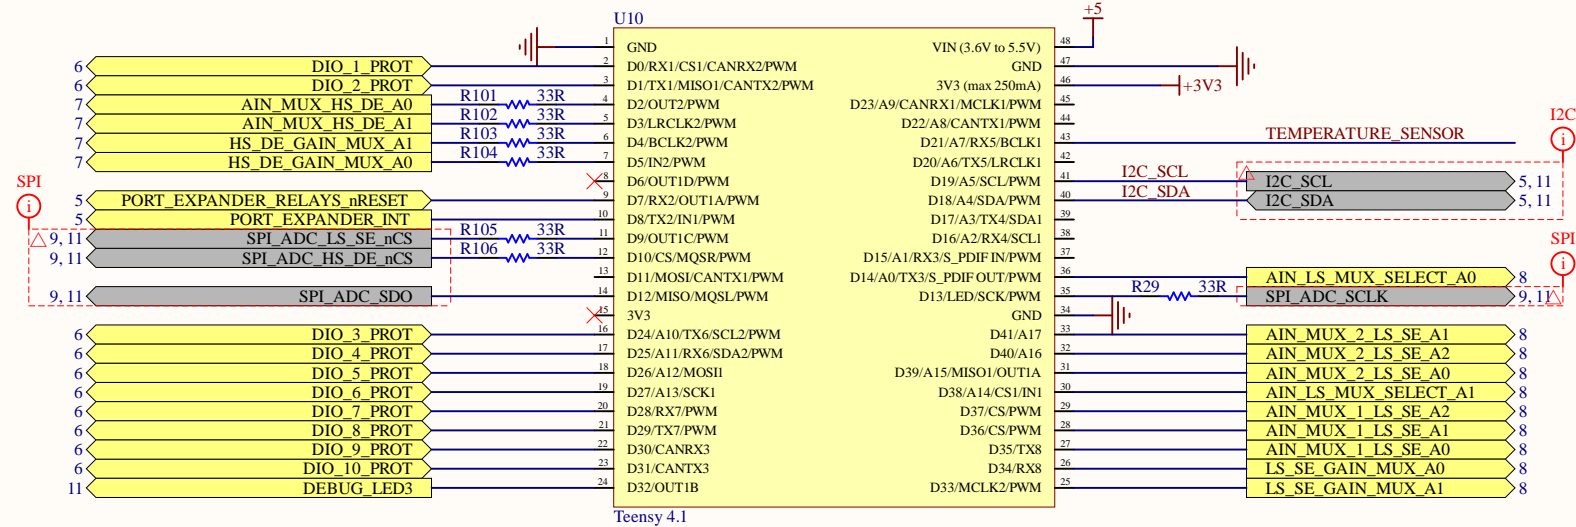 U10
+5
1 GND VIN (3.6V to 5.5V) 48
6 DIO_1_PROT 2 D0/RX1/CS1/CANRX2/PWM GND 47
6 DIO_2_PROT 3 D1/TX1/MISO1/CANTX2/PWM 3V3 (max 250mA) 46 +3V3
7 AIN_MUX_HS_DE_A0 R101 33R 4 D2/OUT2/PWM D23/A9/CANRX1/MCLK1/PWM 45
7 AIN_MUX_HS_DE_A1 R102 33R 5 D3/LRCLK2/PWM D22/A8/CANTX1/PWM 44
7 HS_DE_GAIN_MUX_A1 R103 33R 6 D4/BCLK2/PWM D21/A7/RX5/BCLK1 43 TEMPERATURE_SENSOR
I2C
i
7 HS_DE_GAIN_MUX_A0 R104 33R 7 D5/IN2/PWM D20/A6/TX5/LRCLK1 42
SPI
i
8 D6/OUT1D/PWM D19/A5/SCL/PWM 41 I2C_SCL I2C_SCL 5, 11
5 PORT_EXPANDER_RELAYS_nRESET 9 D7/RX2/OUT1A/PWM D18/A4/SDA/PWM 40 I2C_SDA I2C_SDA 5, 11
5 PORT_EXPANDER_INT 10 D8/TX2/IN1/PWM D17/A3/TX4/SDA1 39
9, 11 SPI_ADC_LS_SE_nCS R105 33R 11 D9/OUT1C/PWM D16/A2/RX4/SCL1 38
SPI
i
9, 11 SPI_ADC_HS_DE_nCS R106 33R 12 D10/CS/MQSR/PWM D15/A1/RX3/S_PDIF IN/PWM 37
13 D11/MOSI/CANTX1/PWM D14/A0/TX3/S_PDIF OUT/PWM 36 AIN_LS_MUX_SELECT_A0 8
9, 11 SPI_ADC_SDO 14 D12/MISO/MQSL/PWM D13/LED/SCK/PWM 35 R29 33R SPI_ADC_SCLK 9, 11
15 3V3 GND 34
6 DIO_3_PROT 16 D24/A10/TX6/SCL2/PWM D41/A17 33 AIN_MUX_2_LS_SE_A1 8
6 DIO_4_PROT 17 D25/A11/RX6/SDA2/PWM D40/A16 32 AIN_MUX_2_LS_SE_A2 8
6 DIO_5_PROT 18 D26/A12/MOSI1 D39/A15/MISO1/OUT1A 31 AIN_MUX_2_LS_SE_A0 8
6 DIO_6_PROT 19 D27/A13/SCK1 D38/A14/CS1/IN1 30 AIN_LS_MUX_SELECT_A1 8
6 DIO_7_PROT 20 D28/RX7/PWM D37/CS/PWM 29 AIN_MUX_1_LS_SE_A2 8
6 DIO_8_PROT 21 D29/TX7/PWM D36/CS/PWM 28 AIN_MUX_1_LS_SE_A1 8
6 DIO_9_PROT 22 D30/CANRX3 D35/TX8 27 AIN_MUX_1_LS_SE_A0 8
6 DIO_10_PROT 23 D31/CANTX3 D34/RX8 26 LS_SE_GAIN_MUX_A0 8
11 DEBUG_LED3 24 D32/OUT1B D33/MCLK2/PWM 25 LS_SE_GAIN_MUX_A1 8
Teensy 4.1